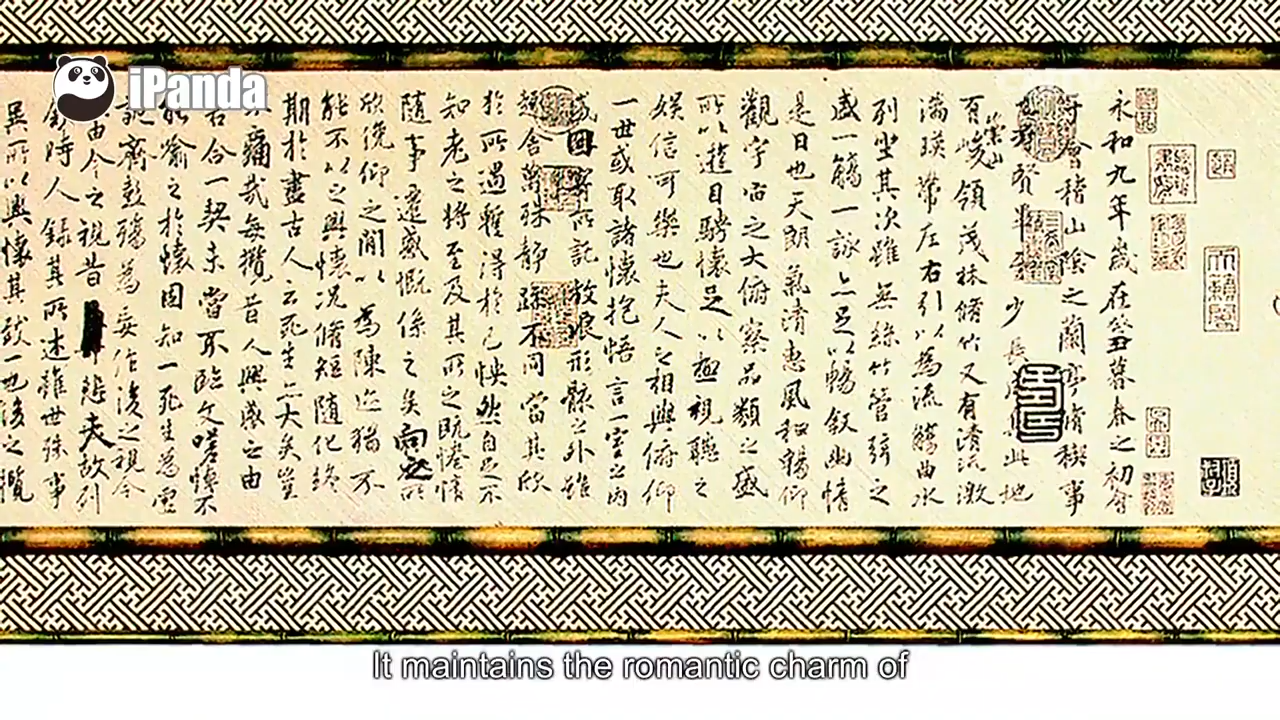 iPanda
永和九年歲在癸丑暮春之初會
會稽山陰之蘭亭脩稧事
群賢畢至少長此地
有崇山峻領茂林脩竹又有清流激
湍暎帶左右引以為流觴曲水
列坐其次雖無絲竹管弦之
盛一觴一詠亦足以暢敘幽情
是日也天朗氣清惠風和暢仰
觀宇宙之大俯察品類之盛
所以遊目騁懷足以極視聽之
娛信可樂也夫人之相與俯仰
一世或取諸懷抱悟言一室之內
或因寄所託放浪形骸之外雖
趣舍萬殊靜躁不同當其欣
於所遇蹔得於己怏然自足不
知老之將至及其所之既惓情
隨事遷感慨係之矣向之所
欣俛仰之閒以為陳迹猶不
能不以之興懷況脩短隨化終
期於盡古人云死生亦大矣豈
不痛哉每攬昔人興感之由
若合一契未嘗不臨文嗟悼不
能喻之於懷固知一死生為虛
誕齊彭殤為妄作後之視今
由今之視昔悲夫故列
敘時人錄其所述雖世殊事
異所以興懷其致一也後之攬
It maintains the romantic charm of